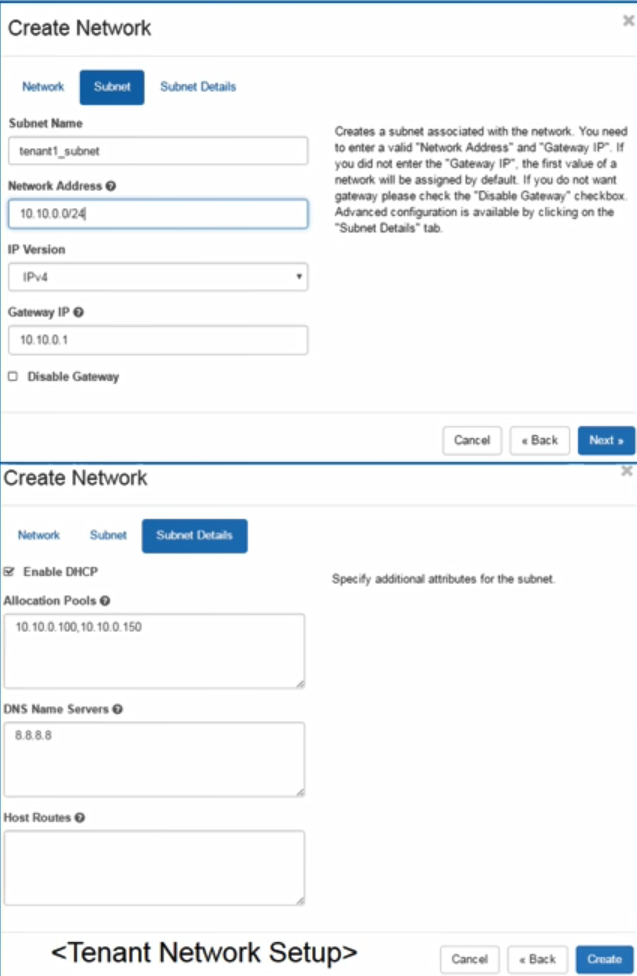 Create Network
×
Network Subnet Subnet Details
Subnet Name
tenant1_subnet
Network Address
10.10.0.0/24
IP Version
IPv4
Gateway IP
10.10.0.1
Disable Gateway
Creates a subnet associated with the network. You need
to enter a valid "Network Address" and "Gateway IP". If
you did not enter the "Gateway IP", the first value of a
network will be assigned by default. If you do not want
gateway please check the "Disable Gateway" checkbox.
Advanced configuration is available by clicking on the
"Subnet Details" tab.
Cancel « Back Next »
Create Network
×
Network Subnet Subnet Details
Enable DHCP
Specify additional attributes for the subnet.
Allocation Pools
10.10.0.100,10.10.0.150
DNS Name Servers
8.8.8.8
Host Routes
<Tenant Network Setup>
Cancel « Back Create